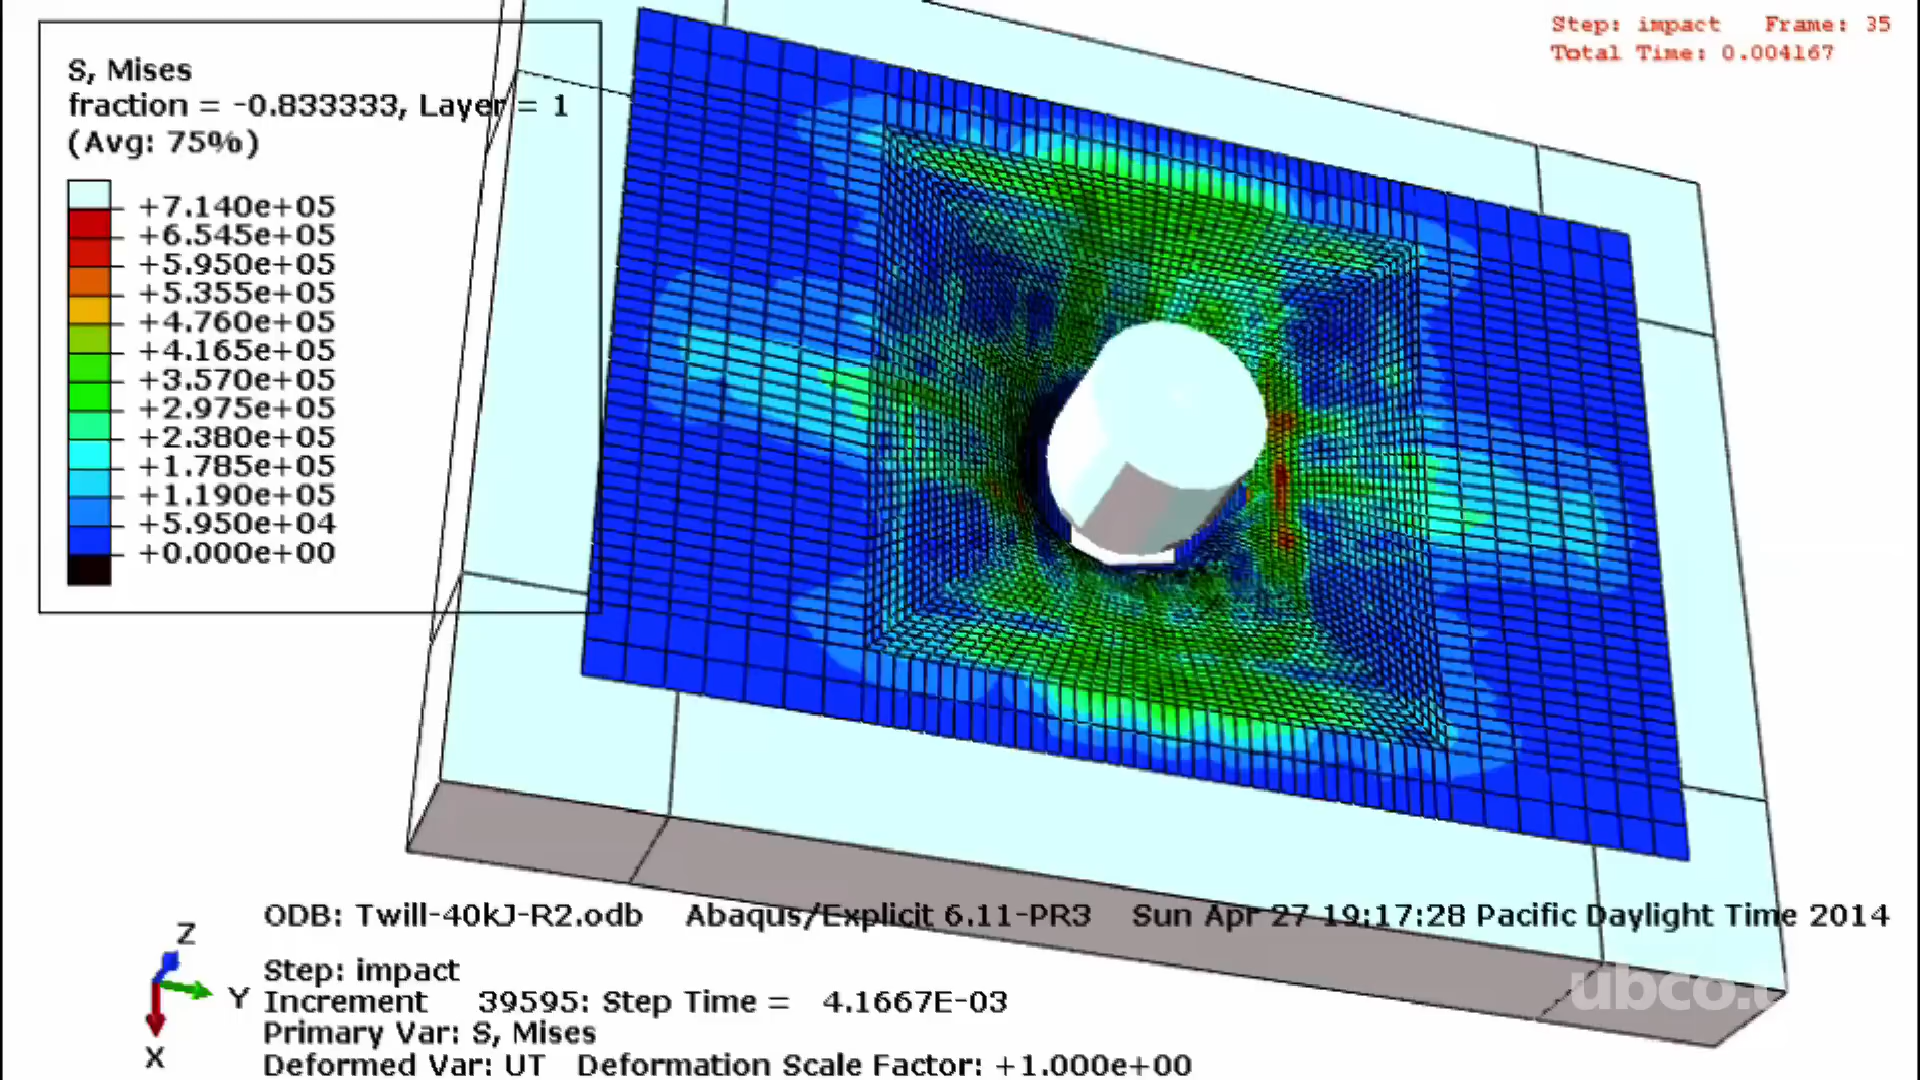 Step: impact Frame: 35
Total Time: 0.004167
S, Mises
fraction = -0.833333, Layer = 1
(Avg: 75%)
+7.140e+05
+6.545e+05
+5.950e+05
+5.355e+05
+4.760e+05
+4.165e+05
+3.570e+05
+2.975e+05
+2.380e+05
+1.785e+05
+1.190e+05
+5.950e+04
+0.000e+00
ODB: Twill-40kJ-R2.odb Abaqus/Explicit 6.11-PR3 Sun Apr 27 19:17:28 Pacific Daylight Time 2014
Z
Y
X
Step: impact
Increment 39595: Step Time = 4.1667E-03
Primary Var: S, Mises
Deformed Var: UT Deformation Scale Factor: +1.000e+00